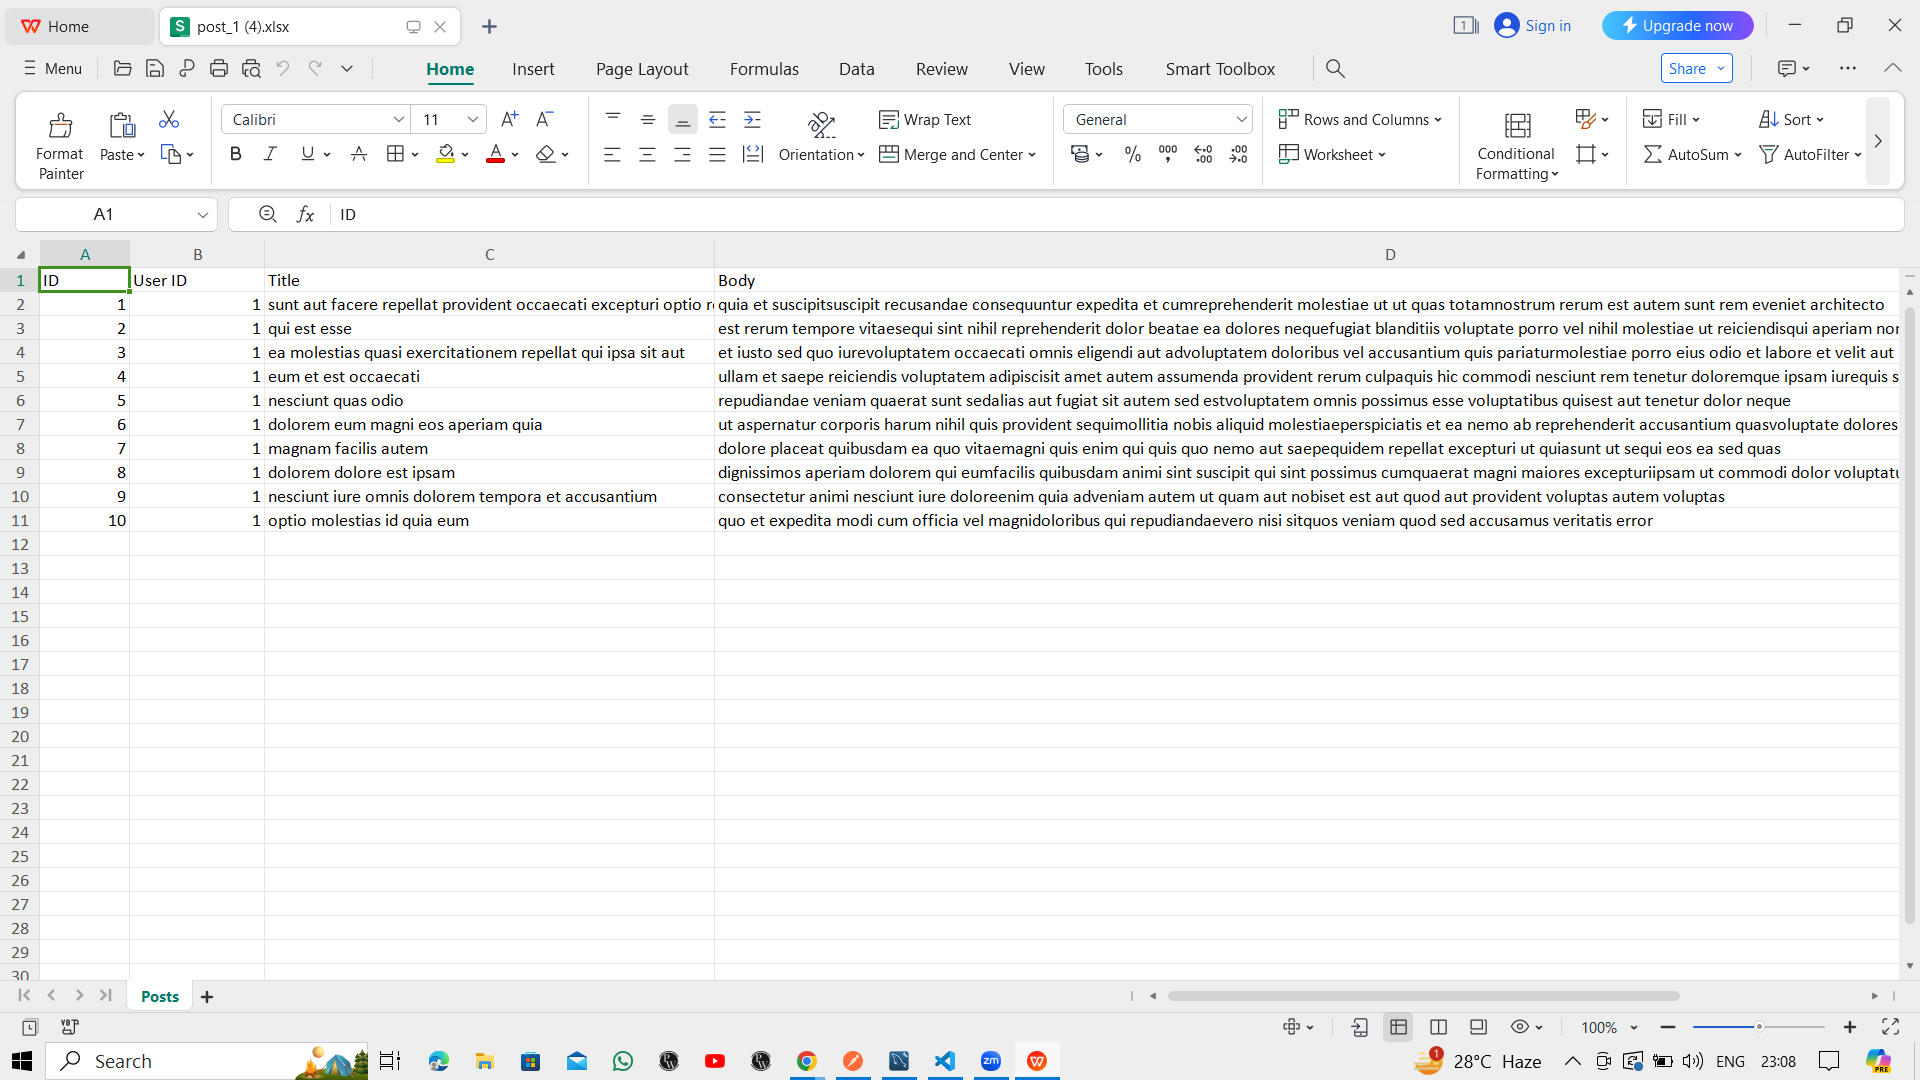 Home
post_1 (4).xlsx
Sign in
Upgrade now
Menu
Home Insert Page Layout Formulas Data Review View Tools Smart Toolbox
Share
Format Painter
Paste
Calibri 11
Orientation
Wrap Text
Merge and Center
General
Rows and Columns
Worksheet
Conditional Formatting
Fill
AutoSum
Sort
AutoFilter
A1
fx
ID
A B C D
1 ID User ID Title Body
2 1 1 sunt aut facere repellat provident occaecati excepturi optio r quia et suscipitsuscipit recusandae consequuntur expedita et cumreprehenderit molestiae ut ut quas totamnostrum rerum est autem sunt rem eveniet architecto
3 2 1 qui est esse est rerum tempore vitaesequi sint nihil reprehenderit dolor beatae ea dolores nequefugiat blanditiis voluptate porro vel nihil molestiae ut reiciendisqui aperiam nor
4 3 1 ea molestias quasi exercitationem repellat qui ipsa sit aut et iusto sed quo iurevoluptatem occaecati omnis eligendi aut advoluptatem doloribus vel accusantium quis pariaturmolestiae porro eius odio et labore et velit aut
5 4 1 eum et est occaecati ullam et saepe reiciendis voluptatem adipiscisit amet autem assumenda provident rerum culpaquis hic commodi nesciunt rem tenetur doloremque ipsam iurequis s
6 5 1 nesciunt quas odio repudiandae veniam quaerat sunt sedalias aut fugiat sit autem sed estvoluptatem omnis possimus esse voluptatibus quisest aut tenetur dolor neque
7 6 1 dolorem eum magni eos aperiam quia ut aspernatur corporis harum nihil quis provident sequimollitia nobis aliquid molestiaeperspiciatis et ea nemo ab reprehenderit accusantium quasvoluptate dolores
8 7 1 magnam facilis autem dolore placeat quibusdam ea quo vitaemagni quis enim qui quis quo nemo aut saepequidem repellat excepturi ut quiasunt ut sequi eos ea sed quas
9 8 1 dolorem dolore est ipsam dignissimos aperiam dolorem qui eumfacilis quibusdam animi sint suscipit qui sint possimus cumquaerat magni maiores excepturiipsam ut commodi dolor voluptatu
10 9 1 nesciunt iure omnis dolorem tempora et accusantium consectetur animi nesciunt iure doloreenim quia adveniam autem ut quam aut nobiset est aut quod aut provident voluptas autem voluptas
11 10 1 optio molestias id quia eum quo et expedita modi cum officia vel magnidoloribus qui repudiandaevero nisi sitquos veniam quod sed accusamus veritatis error
12
13
14
15
16
17
18
19
20
21
22
23
24
25
26
27
28
29
30
Posts
100%
Search
28°C Haze
ENG
23:08